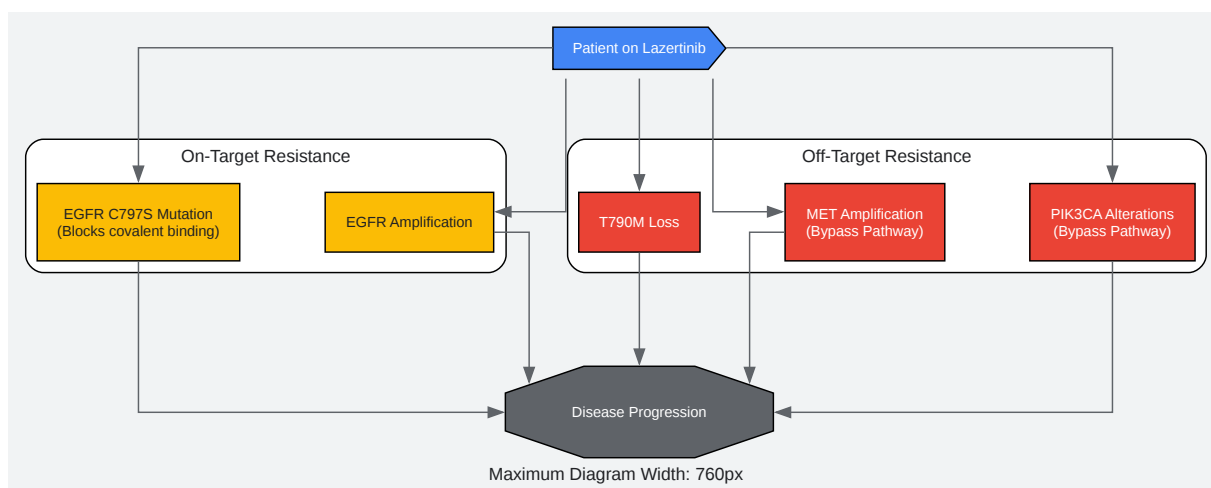 Patient on Lazertinib
On-Target Resistance
Off-Target Resistance
EGFR C797S Mutation
(Blocks covalent binding)
EGFR Amplification
T790M Loss
MET Amplification
(Bypass Pathway)
PIK3CA Alterations
(Bypass Pathway)
Disease Progression
Maximum Diagram Width: 760px